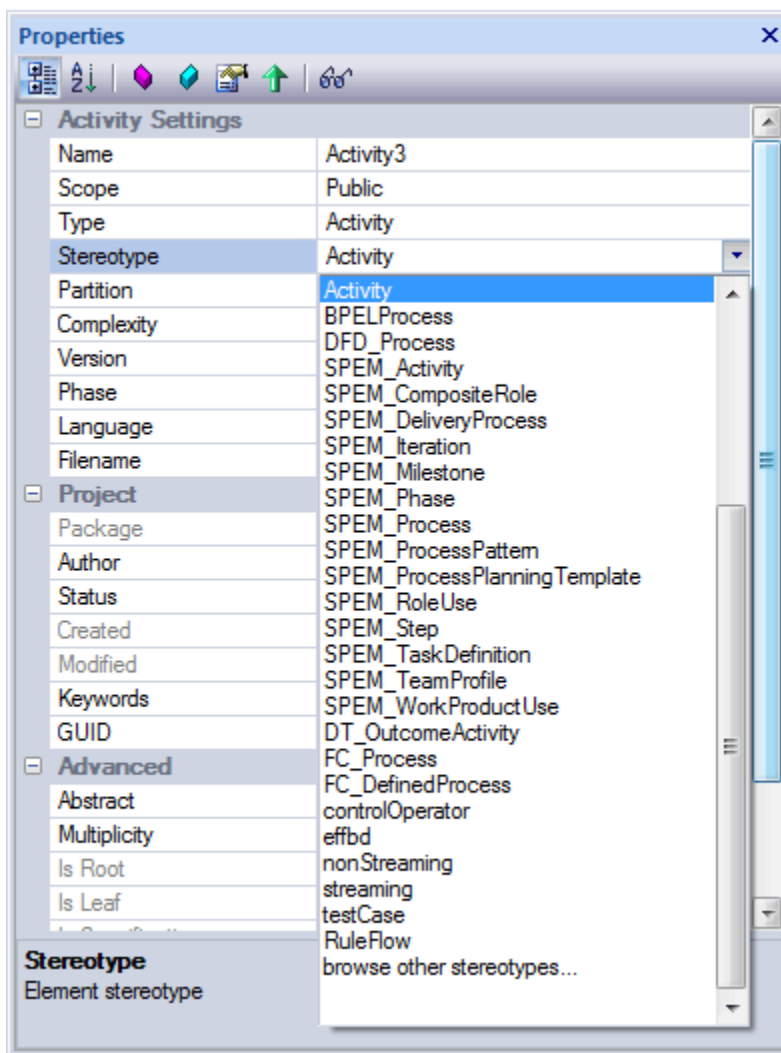 Properties
Activity Settings
Name Activity3
Scope Public
Type Activity
Stereotype Activity
Partition
Complexity
Version
Phase
Language
Filename
Project
Package
Author
Status
Created
Modified
Keywords
GUID
Advanced
Abstract
Multiplicity
Is Root
Is Leaf
Activity
BPELProcess
DFD_Process
SPEM_Activity
SPEM_CompositeRole
SPEM_DeliveryProcess
SPEM_Iteration
SPEM_Milestone
SPEM_Phase
SPEM_Process
SPEM_ProcessPattern
SPEM_ProcessPlanningTemplate
SPEM_RoleUse
SPEM_Step
SPEM_TaskDefinition
SPEM_TeamProfile
SPEM_WorkProductUse
DT_OutcomeActivity
FC_Process
FC_DefinedProcess
controlOperator
effbd
nonStreaming
streaming
testCase
RuleFlow
browse other stereotypes...
Stereotype
Element stereotype